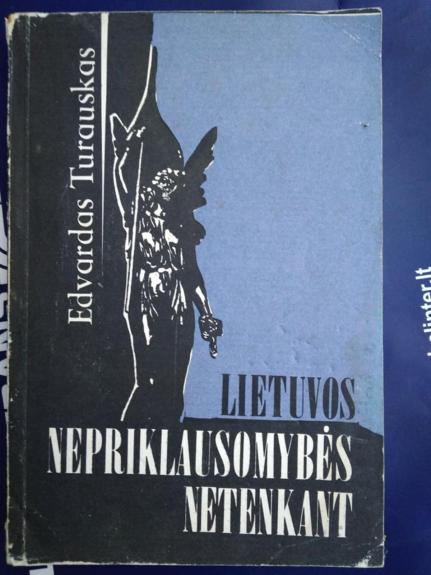 Edvardas Turauskas
LIETUVOS
NEPRIKLAUSOMYBĖS
NETENKANT